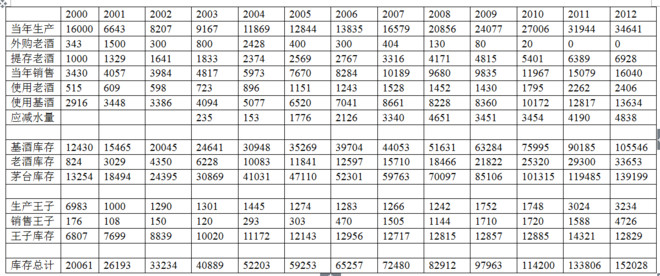 2000 2001 2002 2003 2004 2005 2006 2007 2008 2009 2010 2011 2012
当年生产 16000 6643 8207 9167 11869 12844 13835 16579 20856 24077 27006 31944 34641
外购老酒 343 1500 300 800 2428 400 300 404 130 80 20 0 0
提存老酒 1000 1329 1641 1833 2374 2569 2767 3316 4171 4815 5401 6389 6928
当年销售 3430 4057 3984 4817 5973 7670 8284 10189 9680 9835 11967 15079 16040
使用老酒 515 609 598 723 896 1151 1243 1528 1452 1430 1795 2262 2406
使用基酒 2916 3448 3386 4094 5077 6520 7041 8661 8228 8360 10172 12817 13634
应减水量 235 153 1776 2126 3340 4651 3451 3454 4190 4838
基酒库存 12430 15465 20045 24641 30948 35269 39704 44053 51631 63284 75995 90185 105546
老酒库存 824 3029 4350 6228 10083 11841 12597 15710 18466 21822 25320 29300 33653
茅台库存 13254 18494 24395 30869 41031 47110 52301 59763 70097 85106 101315 119485 139199
生产王子 6983 1000 1290 1301 1445 1274 1283 1266 1242 1752 1748 3024 3234
销售王子 176 108 150 120 293 303 470 1505 1144 1710 1720 1588 4726
王子库存 6807 7699 8839 10020 11172 12143 12956 12717 12815 12857 12885 14321 12829
库存总计 20061 26193 33234 40889 52203 59253 65257 72480 82912 97963 114200 133806 152028